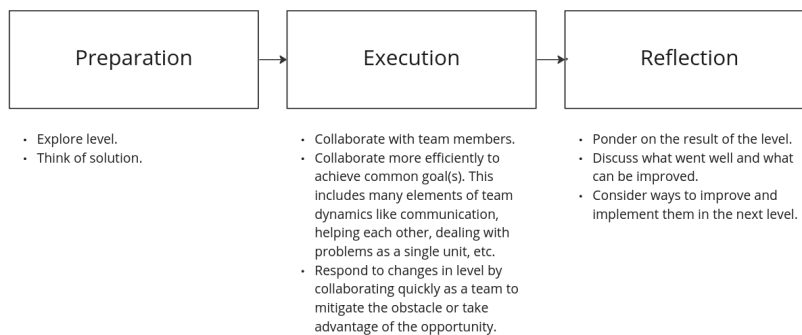 Preparation
Execution
Reflection
• Explore level.
• Think of solution.
• Collaborate with team members.
• Collaborate more efficiently to
achieve common goal(s). This
includes many elements of team
dynamics like communication,
helping each other, dealing with
problems as a single unit, etc.
• Respond to changes in level by
collaborating quickly as a team to
mitigate the obstacle or take
advantage of the opportunity.
• Ponder on the result of the level.
• Discuss what went well and what
can be improved.
• Consider ways to improve and
implement them in the next level.